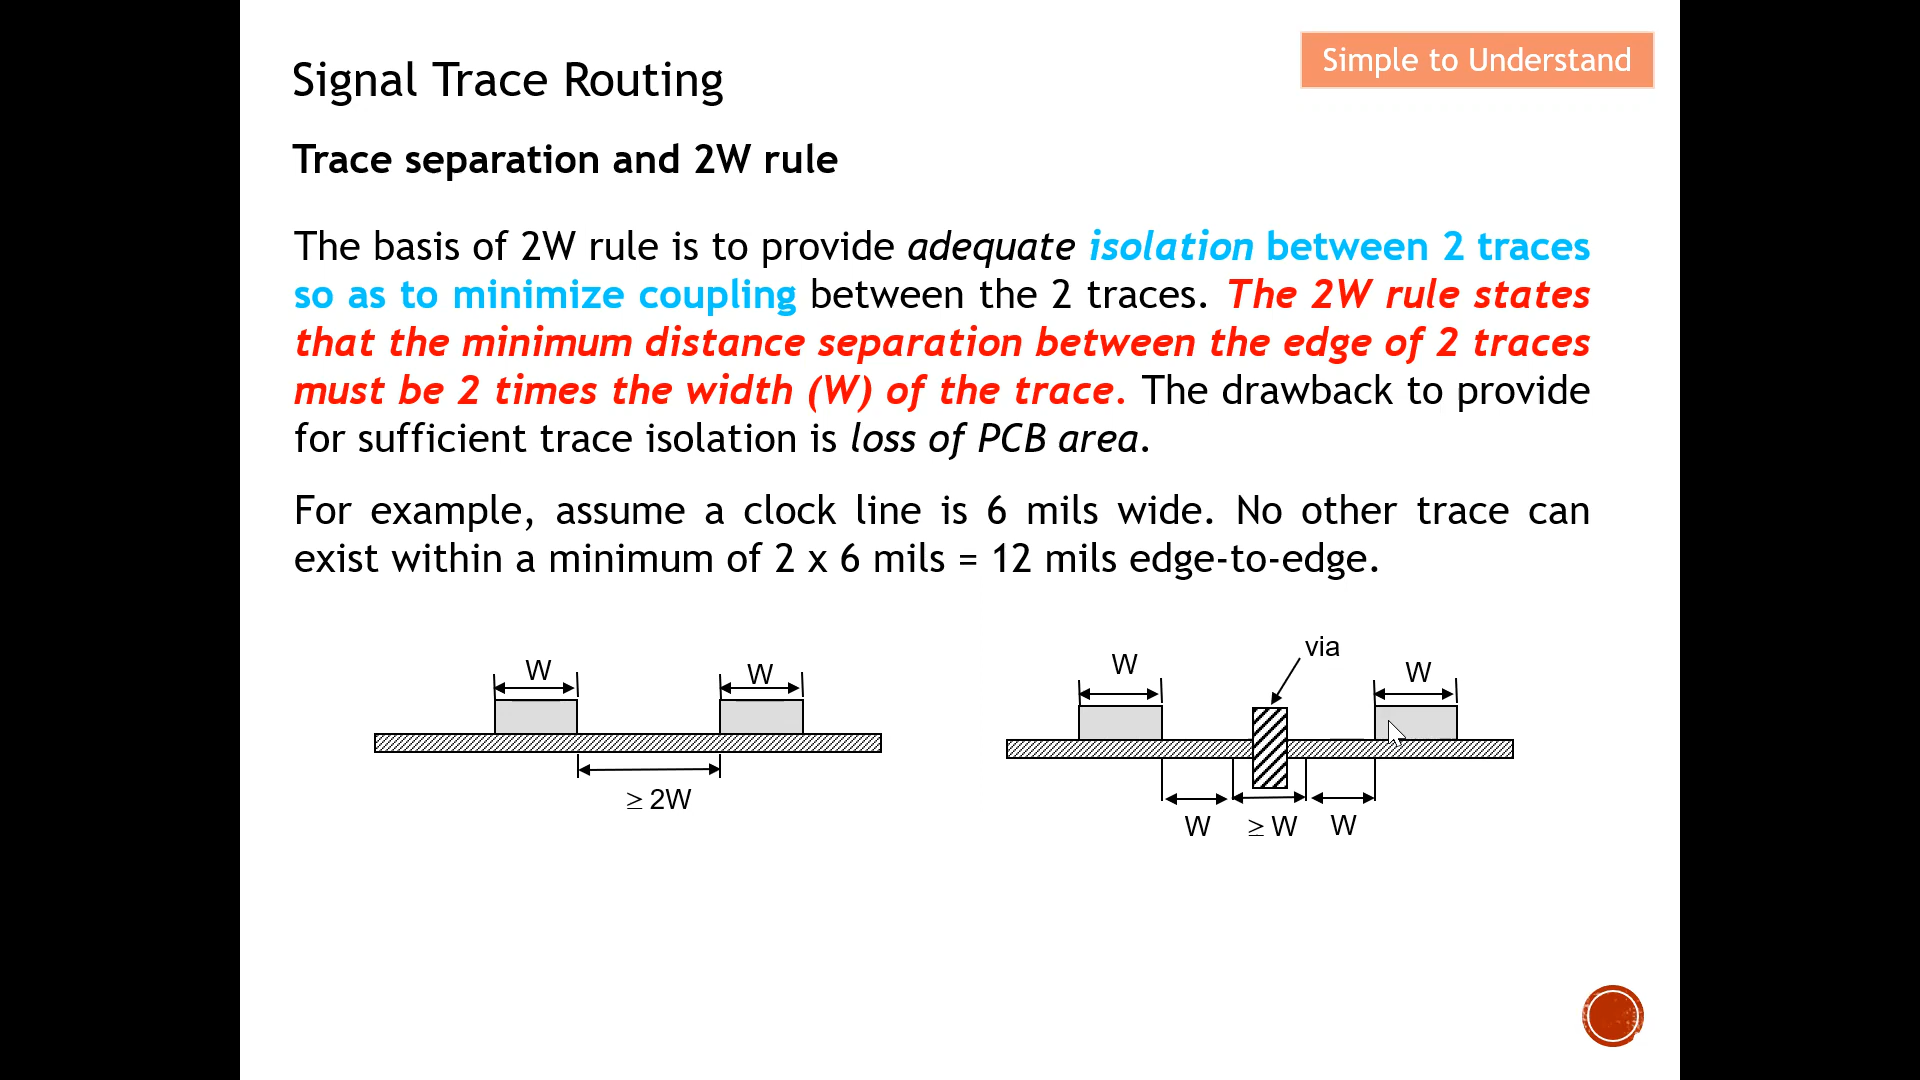 Simple to Understand
Signal Trace Routing
Trace separation and 2W rule
The basis of 2W rule is to provide adequate isolation between 2 traces
so as to minimize coupling between the 2 traces. The 2W rule states
that the minimum distance separation between the edge of 2 traces
must be 2 times the width (W) of the trace. The drawback to provide
for sufficient trace isolation is loss of PCB area.
For example, assume a clock line is 6 mils wide. No other trace can
exist within a minimum of 2 x 6 mils = 12 mils edge-to-edge.
W
W
≥ 2W
via
W
W
W
≥ W
W